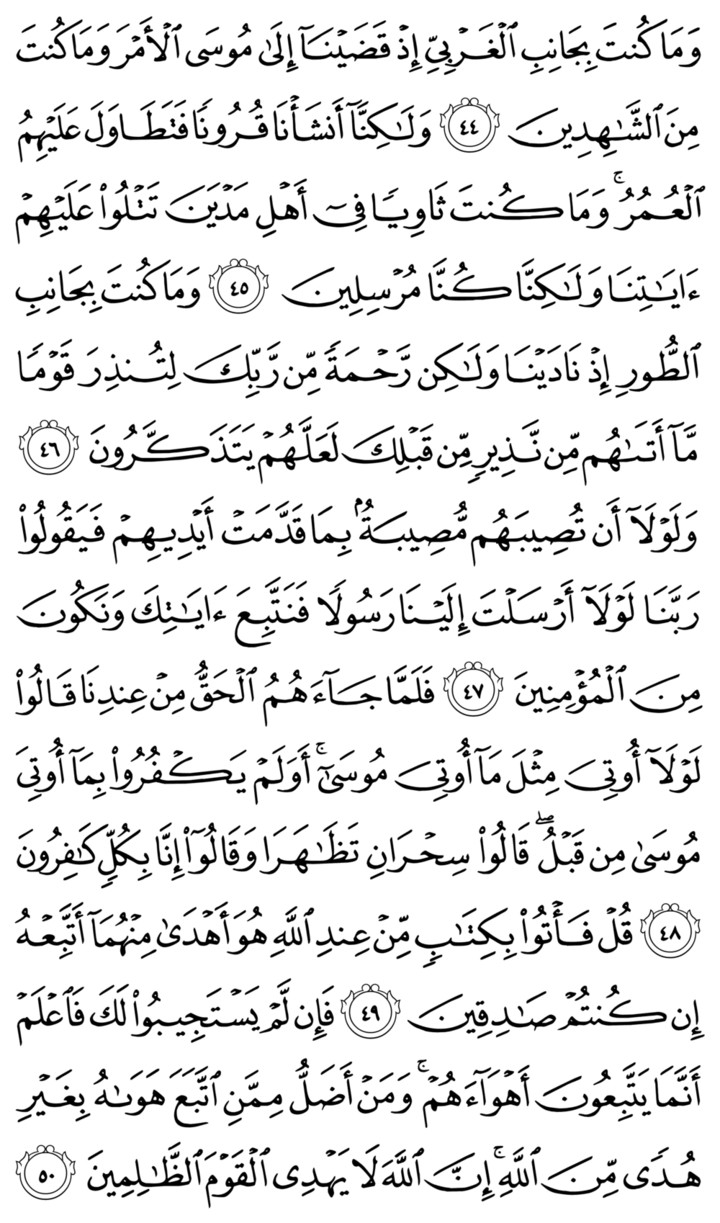 وَمَا كُنتَ بِجَانِبِ ٱلْغَرْبِىِّ إِذْ قَضَيْنَآ إِلَىٰ مُوسَى ٱلْأَمْرَ وَمَا كُنتَ
مِنَ ٱلشَّـٰهِدِينَ ٤٤ وَلَـٰكِنَّآ أَنشَأْنَا قُرُونًا فَتَطَاوَلَ عَلَيْهِمُ
ٱلْعُمُرُ ۚ وَمَا كُنتَ ثَاوِيًا فِىٓ أَهْلِ مَدْيَنَ تَتْلُوا۟ عَلَيْهِمْ
ءَايَـٰتِنَا وَلَـٰكِنَّا كُنَّا مُرْسِلِينَ ٤٥ وَمَا كُنتَ بِجَانِبِ
ٱلطُّورِ إِذْ نَادَيْنَا وَلَـٰكِن رَّحْمَةً مِّن رَّبِّكَ لِتُنذِرَ قَوْمًا
مَّآ أَتَىٰهُم مِّن نَّذِيرٍ مِّن قَبْلِكَ لَعَلَّهُمْ يَتَذَكَّرُونَ ٤٦
وَلَوْلَآ أَن تُصِيبَهُم مُّصِيبَةٌۢ بِمَا قَدَّمَتْ أَيْدِيهِمْ فَيَقُولُوا۟
رَبَّنَا لَوْلَآ أَرْسَلْتَ إِلَيْنَا رَسُولًا فَنَتَّبِعَ ءَايَـٰتِكَ وَنَكُونَ
مِنَ ٱلْمُؤْمِنِينَ ٤٧ فَلَمَّا جَآءَهُمُ ٱلْحَقُّ مِنْ عِندِنَا قَالُوا۟
لَوْلَآ أُوتِىَ مِثْلَ مَآ أُوتِىَ مُوسَىٰٓ ۚ أَوَلَمْ يَكْفُرُوا۟ بِمَآ أُوتِىَ
مُوسَىٰ مِن قَبْلُ ۖ قَالُوا۟ سِحْرَانِ تَظَـٰهَرَا وَقَالُوٓا۟ إِنَّا بِكُلٍّ كَـٰفِرُونَ
٤٨ قُلْ فَأْتُوا۟ بِكِتَـٰبٍ مِّنْ عِندِ ٱللَّهِ هُوَ أَهْدَىٰ مِنْهُمَآ أَتَّبِعْهُ
إِن كُنتُمْ صَـٰدِقِينَ ٤٩ فَإِن لَّمْ يَسْتَجِيبُوا۟ لَكَ فَٱعْلَمْ
أَنَّمَا يَتَّبِعُونَ أَهْوَآءَهُمْ ۚ وَمَنْ أَضَلُّ مِمَّنِ ٱتَّبَعَ هَوَىٰهُ بِغَيْرِ
هُدًى مِّنَ ٱللَّهِ ۚ إِنَّ ٱللَّهَ لَا يَهْدِى ٱلْقَوْمَ ٱلظَّـٰلِمِينَ ٥٠